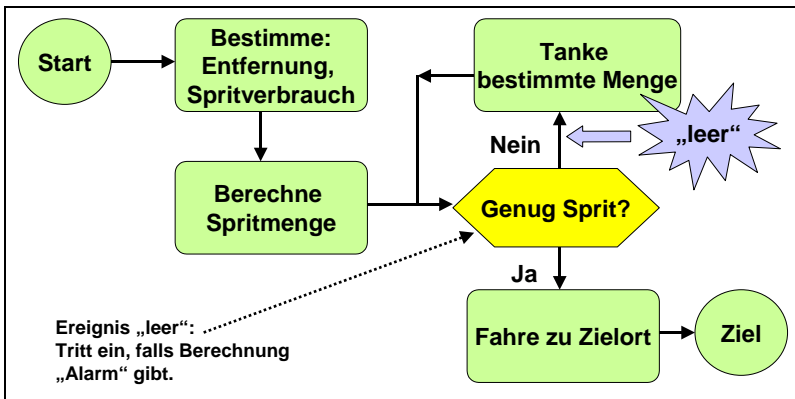 Start
Bestimme:
Entfernung,
Spritverbrauch
Tanke
bestimmte Menge
„leer“
Nein
Berechne
Spritmenge
Genug Sprit?
Ja
Ereignis „leer“:
Tritt ein, falls Berechnung
„Alarm“ gibt.
Fahre zu Zielort
Ziel